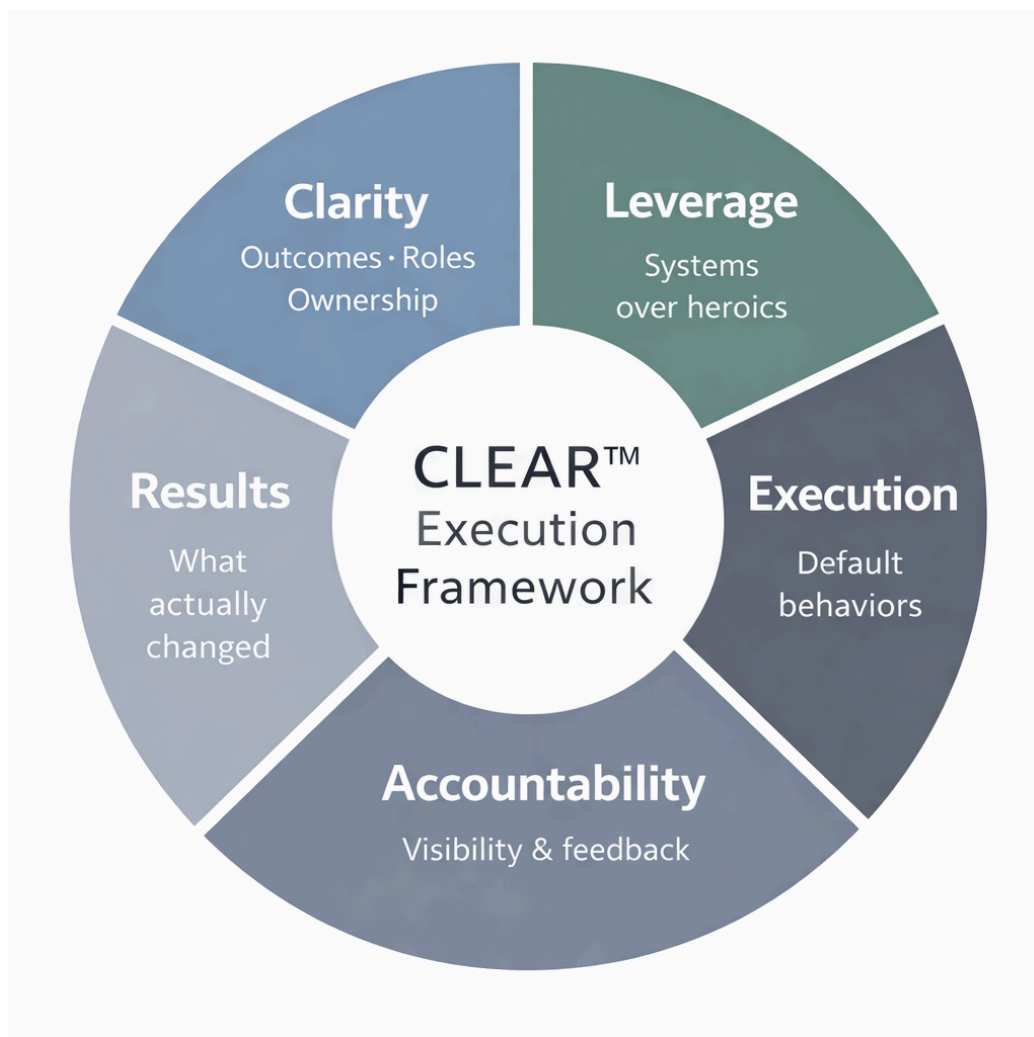 Clarity
Outcomes · Roles
Ownership
Leverage
Systems
over heroics
Execution
Default
behaviors
Accountability
Visibility & feedback
Results
What
actually
changed
CLEAR™
Execution
Framework